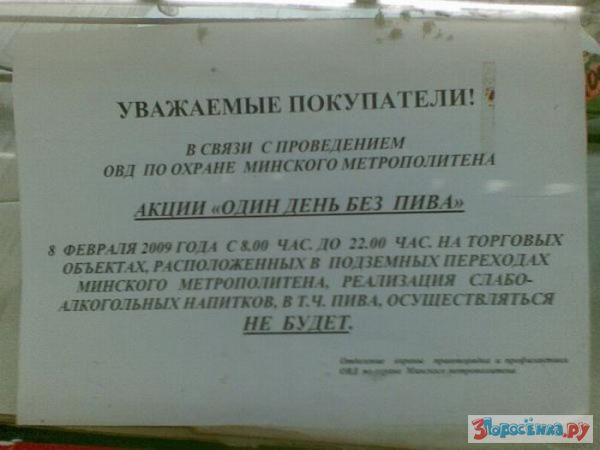 УВАЖАЕМЫЕ ПОКУПАТЕЛИ!
В СВЯЗИ С ПРОВЕДЕНИЕМ
ОВД ПО ОХРАНЕ МИНСКОГО МЕТРОПОЛИТЕНА
АКЦИИ «ОДИН ДЕНЬ БЕЗ ПИВА»
8 ФЕВРАЛЯ 2009 ГОДА С 8.00 ЧАС. ДО 22.00 ЧАС. НА ТОРГОВЫХ
ОБЪЕКТАХ, РАСПОЛОЖЕННЫХ В ПОДЗЕМНЫХ ПЕРЕХОДАХ
МИНСКОГО МЕТРОПОЛИТЕНА, РЕАЛИЗАЦИЯ СЛАБО-
АЛКОГОЛЬНЫХ НАПИТКОВ, В Т.Ч. ПИВА, ОСУЩЕСТВЛЯТЬСЯ
НЕ БУДЕТ.
Отделение охраны правопорядка и профилактики
ОВД по охране Минского метрополитена
3Поросёнка.ру